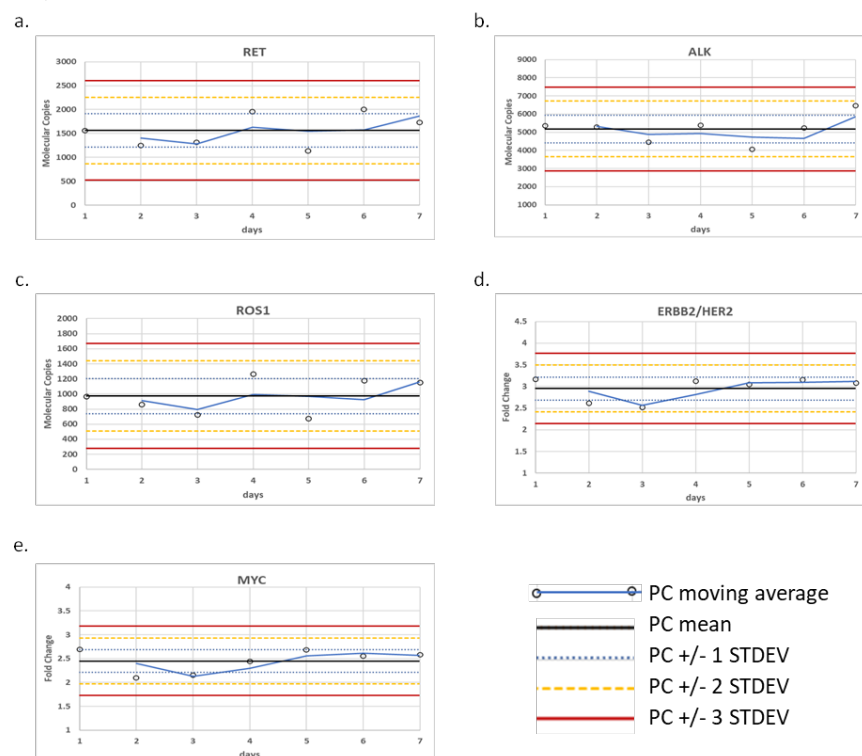 a.
RET
Molecular Copies
3000
2500
2000
1500
1000
500
0
1 2 3 4 5 6 7
days
b.
ALK
Molecular Copies
9000
8000
7000
6000
5000
4000
3000
2000
1000
1 2 3 4 5 6 7
days
c.
ROS1
Molecular Copies
2000
1800
1600
1400
1200
1000
800
600
400
200
0
1 2 3 4 5 6 7
days
d.
ERBB2/HER2
Fold Change
4.5
4
3.5
3
2.5
2
1.5
1
1 2 3 4 5 6 7
days
e.
MYC
Fold Change
4
3.5
3
2.5
2
1.5
1
1 2 3 4 5 6 7
days
PC moving average
PC mean
PC +/- 1 STDEV
PC +/- 2 STDEV
PC +/- 3 STDEV